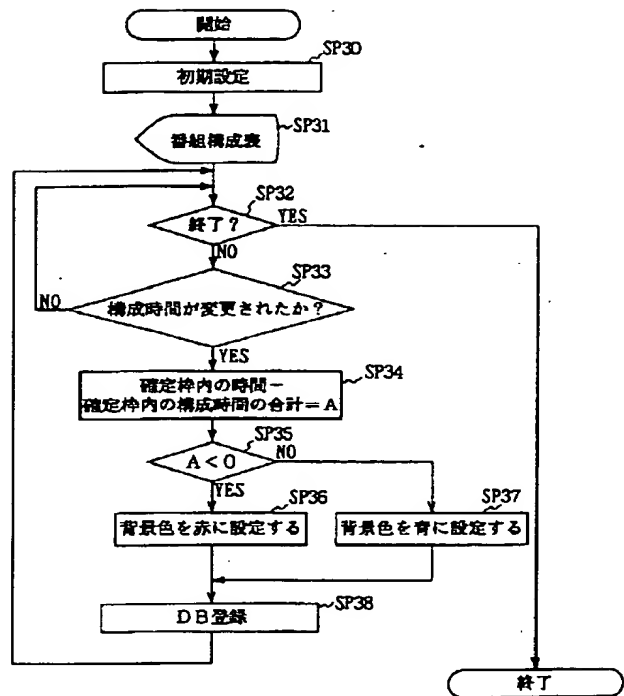 開始
SP30
初期設定
SP31
番組構成表
SP32
終了？
YES
NO
SP33
NO
構成時間が変更されたか？
YES
SP34
確定枠内の時間－
確定枠内の構成時間の合計＝A
SP35
A＜0
NO
YES
SP36
SP37
背景色を赤に設定する
背景色を青に設定する
SP38
DB登録
終了